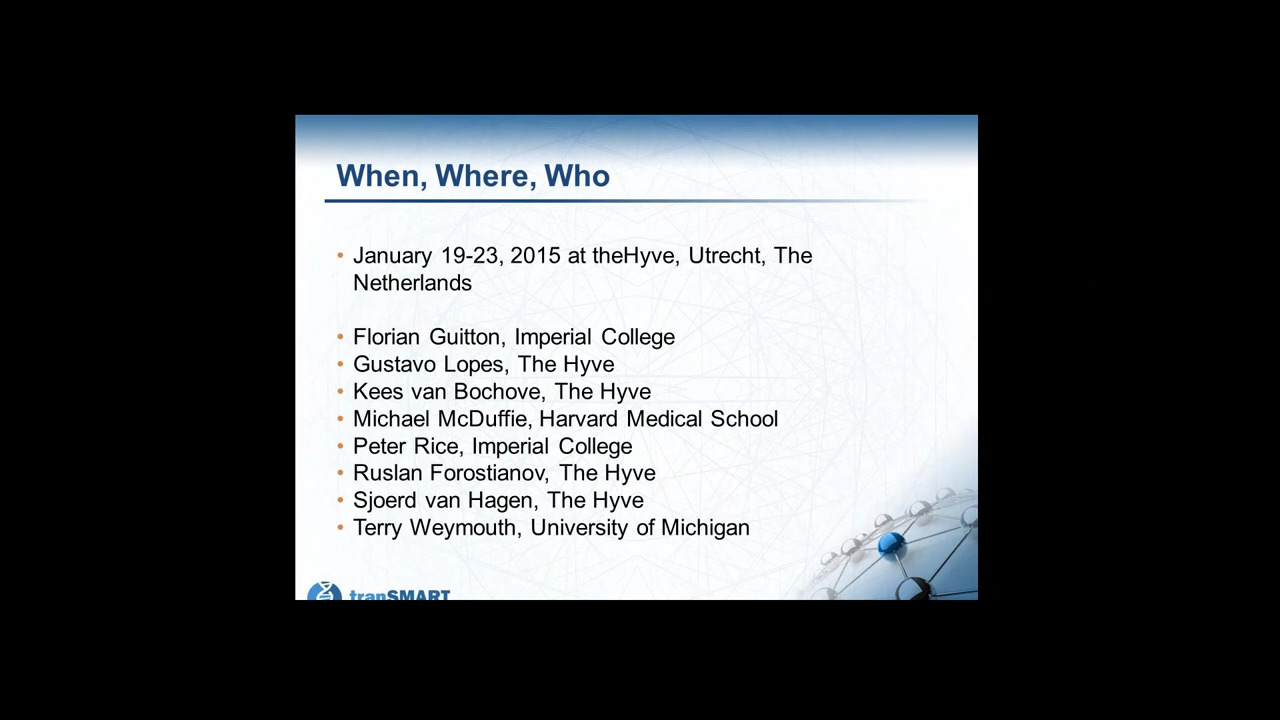 When, Where, Who
• January 19-23, 2015 at theHyve, Utrecht, The
Netherlands
• Florian Guitton, Imperial College
• Gustavo Lopes, The Hyve
• Kees van Bochove, The Hyve
• Michael McDuffie, Harvard Medical School
• Peter Rice, Imperial College
• Ruslan Forostianov, The Hyve
• Sjoerd van Hagen, The Hyve
• Terry Weymouth, University of Michigan
tranSMART